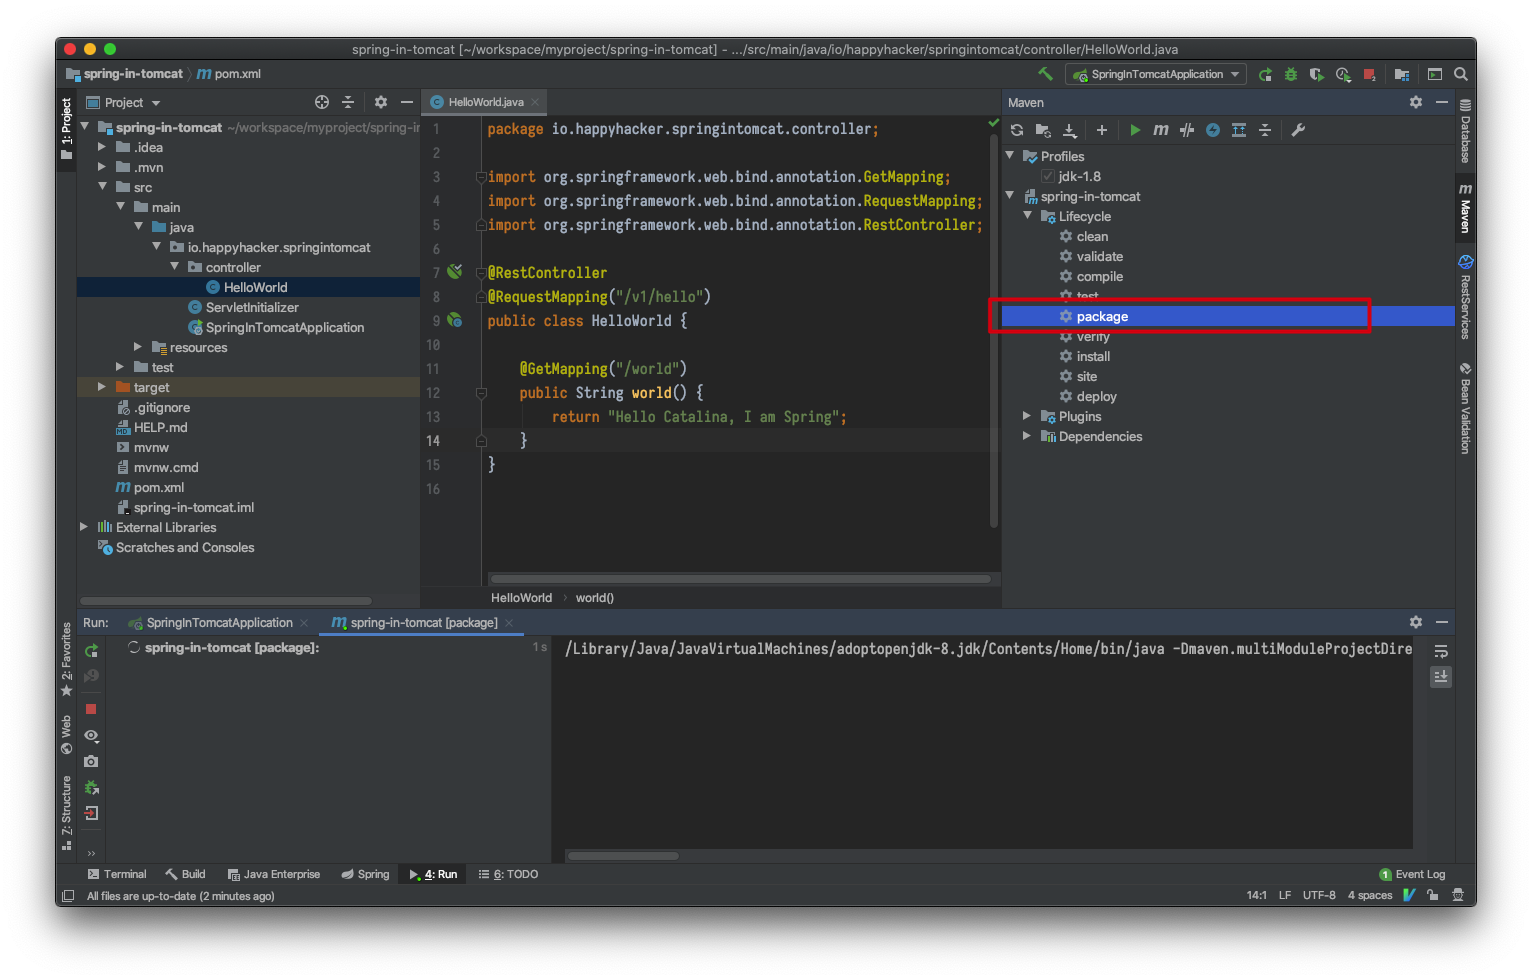 spring-in-tomcat [~/workspace/myproject/spring-in-tomcat] - .../src/main/java/io/happyhacker/springintomcat/controller/HelloWorld.java
spring-in-tomcat
pom.xml
SpringInTomcatApplication
1: Project
Project
spring-in-tomcat ~/workspace/myproject/spring-ir
.idea
.mvn
src
main
java
io.happyhacker.springintomcat
controller
HelloWorld
ServletInitializer
SpringInTomcatApplication
resources
test
target
.gitignore
HELP.md
mvnw
mvnw.cmd
pom.xml
spring-in-tomcat.iml
External Libraries
Scratches and Consoles
HelloWorld.java
1 package io.happyhacker.springintomcat.controller;
2
3 import org.springframework.web.bind.annotation.GetMapping;
4 import org.springframework.web.bind.annotation.RequestMapping;
5 import org.springframework.web.bind.annotation.RestController;
6
7 @RestController
8 @RequestMapping("/v1/hello")
9 public class HelloWorld {
10
11 @GetMapping("/world")
12 public String world() {
13 return "Hello Catalina, I am Spring";
14 }
15 }
16
HelloWorld
world()
Maven
Profiles
jdk-1.8
spring-in-tomcat
Lifecycle
clean
validate
compile
test
package
verify
install
site
deploy
Plugins
Dependencies
Database
Maven
RestServices
Bean Validation
Run:
SpringInTomcatApplication
spring-in-tomcat [package]
spring-in-tomcat [package]:
1 s
/Library/Java/JavaVirtualMachines/adoptopenjdk-8.jdk/Contents/Home/bin/java -Dmaven.multiModuleProjectDire
2: Favorites
Web
Z: Structure
Terminal
Build
Java Enterprise
Spring
4: Run
6: TODO
1 Event Log
All files are up-to-date (2 minutes ago)
14:1
LF
UTF-8
4 spaces